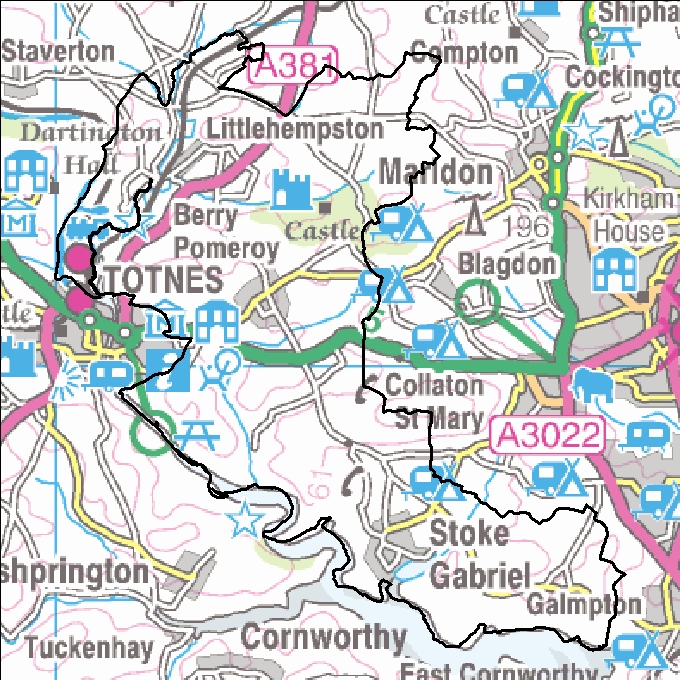 Castle
Shipha
Staverton
A381
Compton
Cockingto
Dartington
Hall
Littlehempston
Marldon
Kirkham
House
Berry
Pomeroy
Castle
196
Blagdon
TOTNES
tle
Collaton
St Mary
A3022
61
Stoke
Gabriel
shprington
Galmpton
Cornworthy
Tuckenhay
East Cornworthy